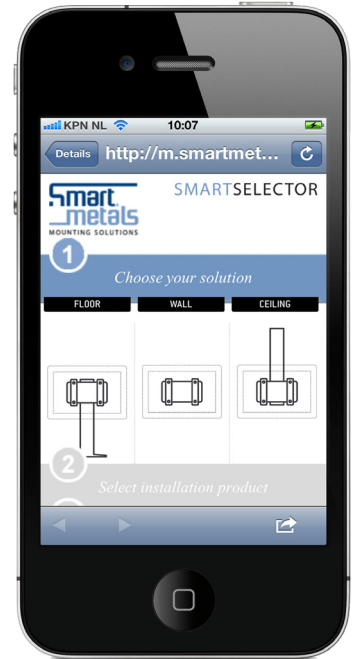 KPN NL 10:07
Details http://m.smartmet... 
Smart
metals
MOUNTING SOLUTIONS
SMARTSELECTOR
1
Choose your solution
FLOOR WALL CEILING
2
Select installation product